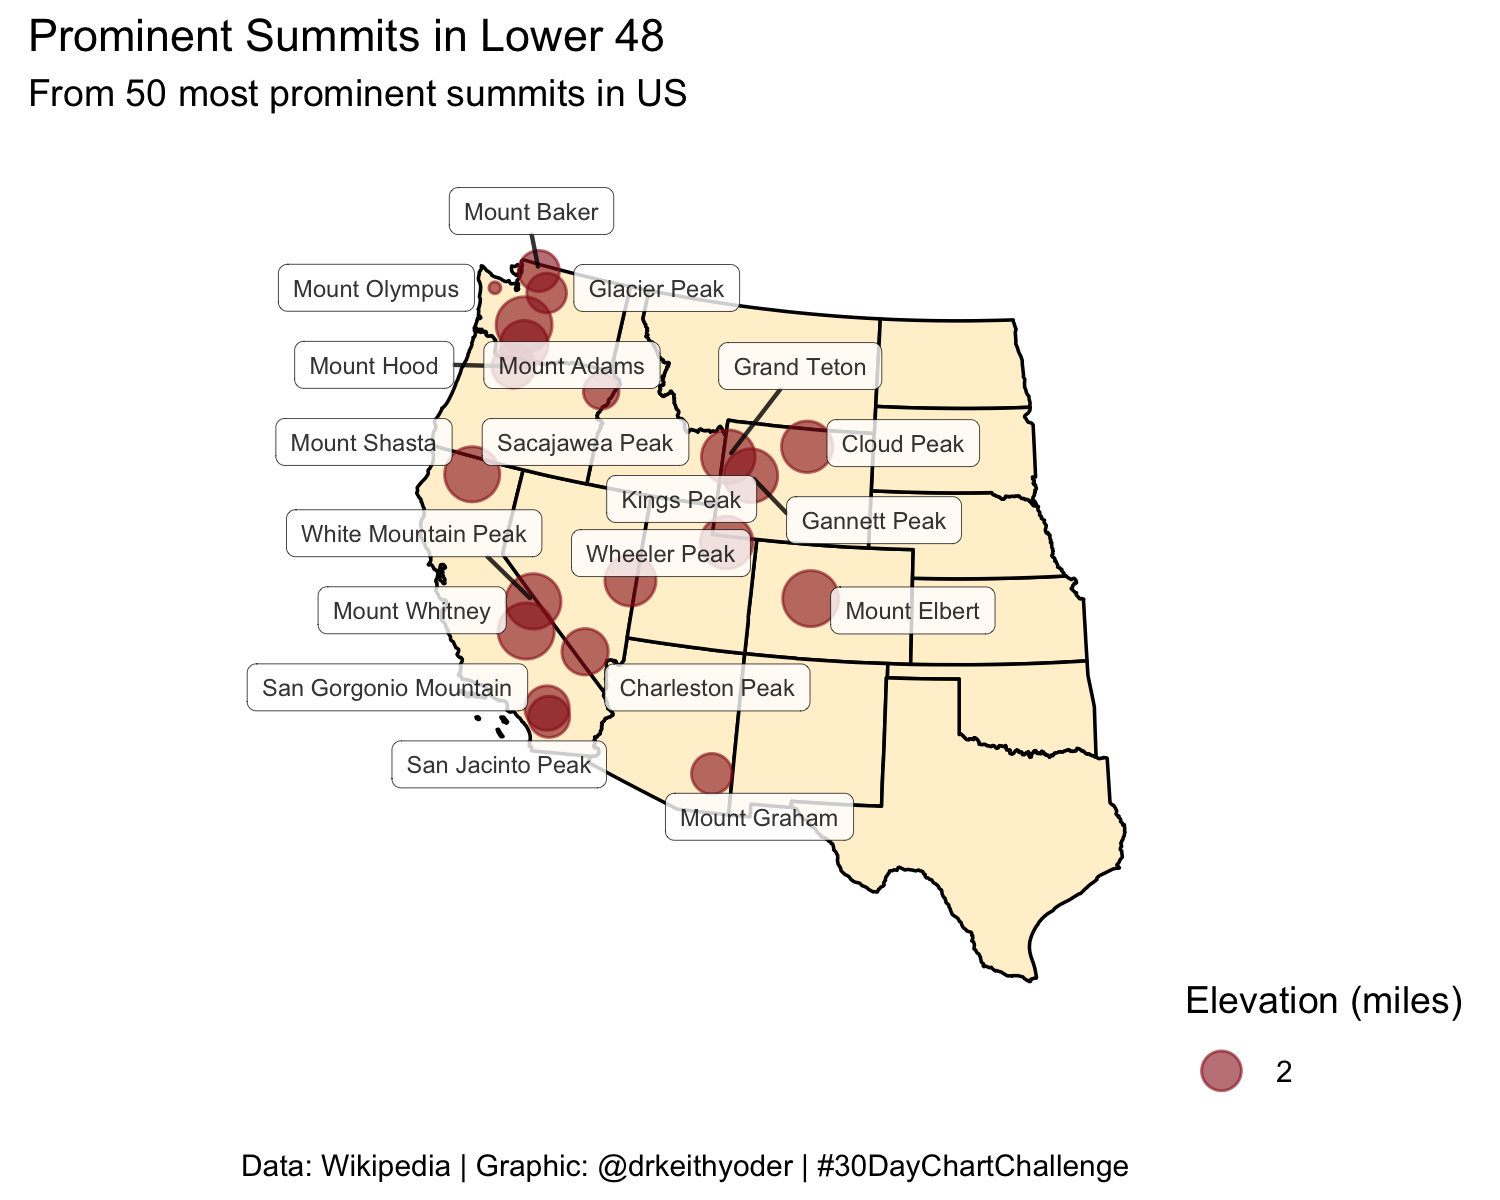 Prominent Summits in Lower 48
From 50 most prominent summits in US
Mount Baker
Mount Olympus
Glacier Peak
Mount Hood
Mount Adams
Grand Teton
Mount Shasta
Sacajawea Peak
Cloud Peak
Kings Peak
Gannett Peak
White Mountain Peak
Wheeler Peak
Mount Whitney
Mount Elbert
San Gorgonio Mountain
Charleston Peak
San Jacinto Peak
Mount Graham
Elevation (miles)
2
Data: Wikipedia | Graphic: @drkeithyoder | #30DayChartChallenge